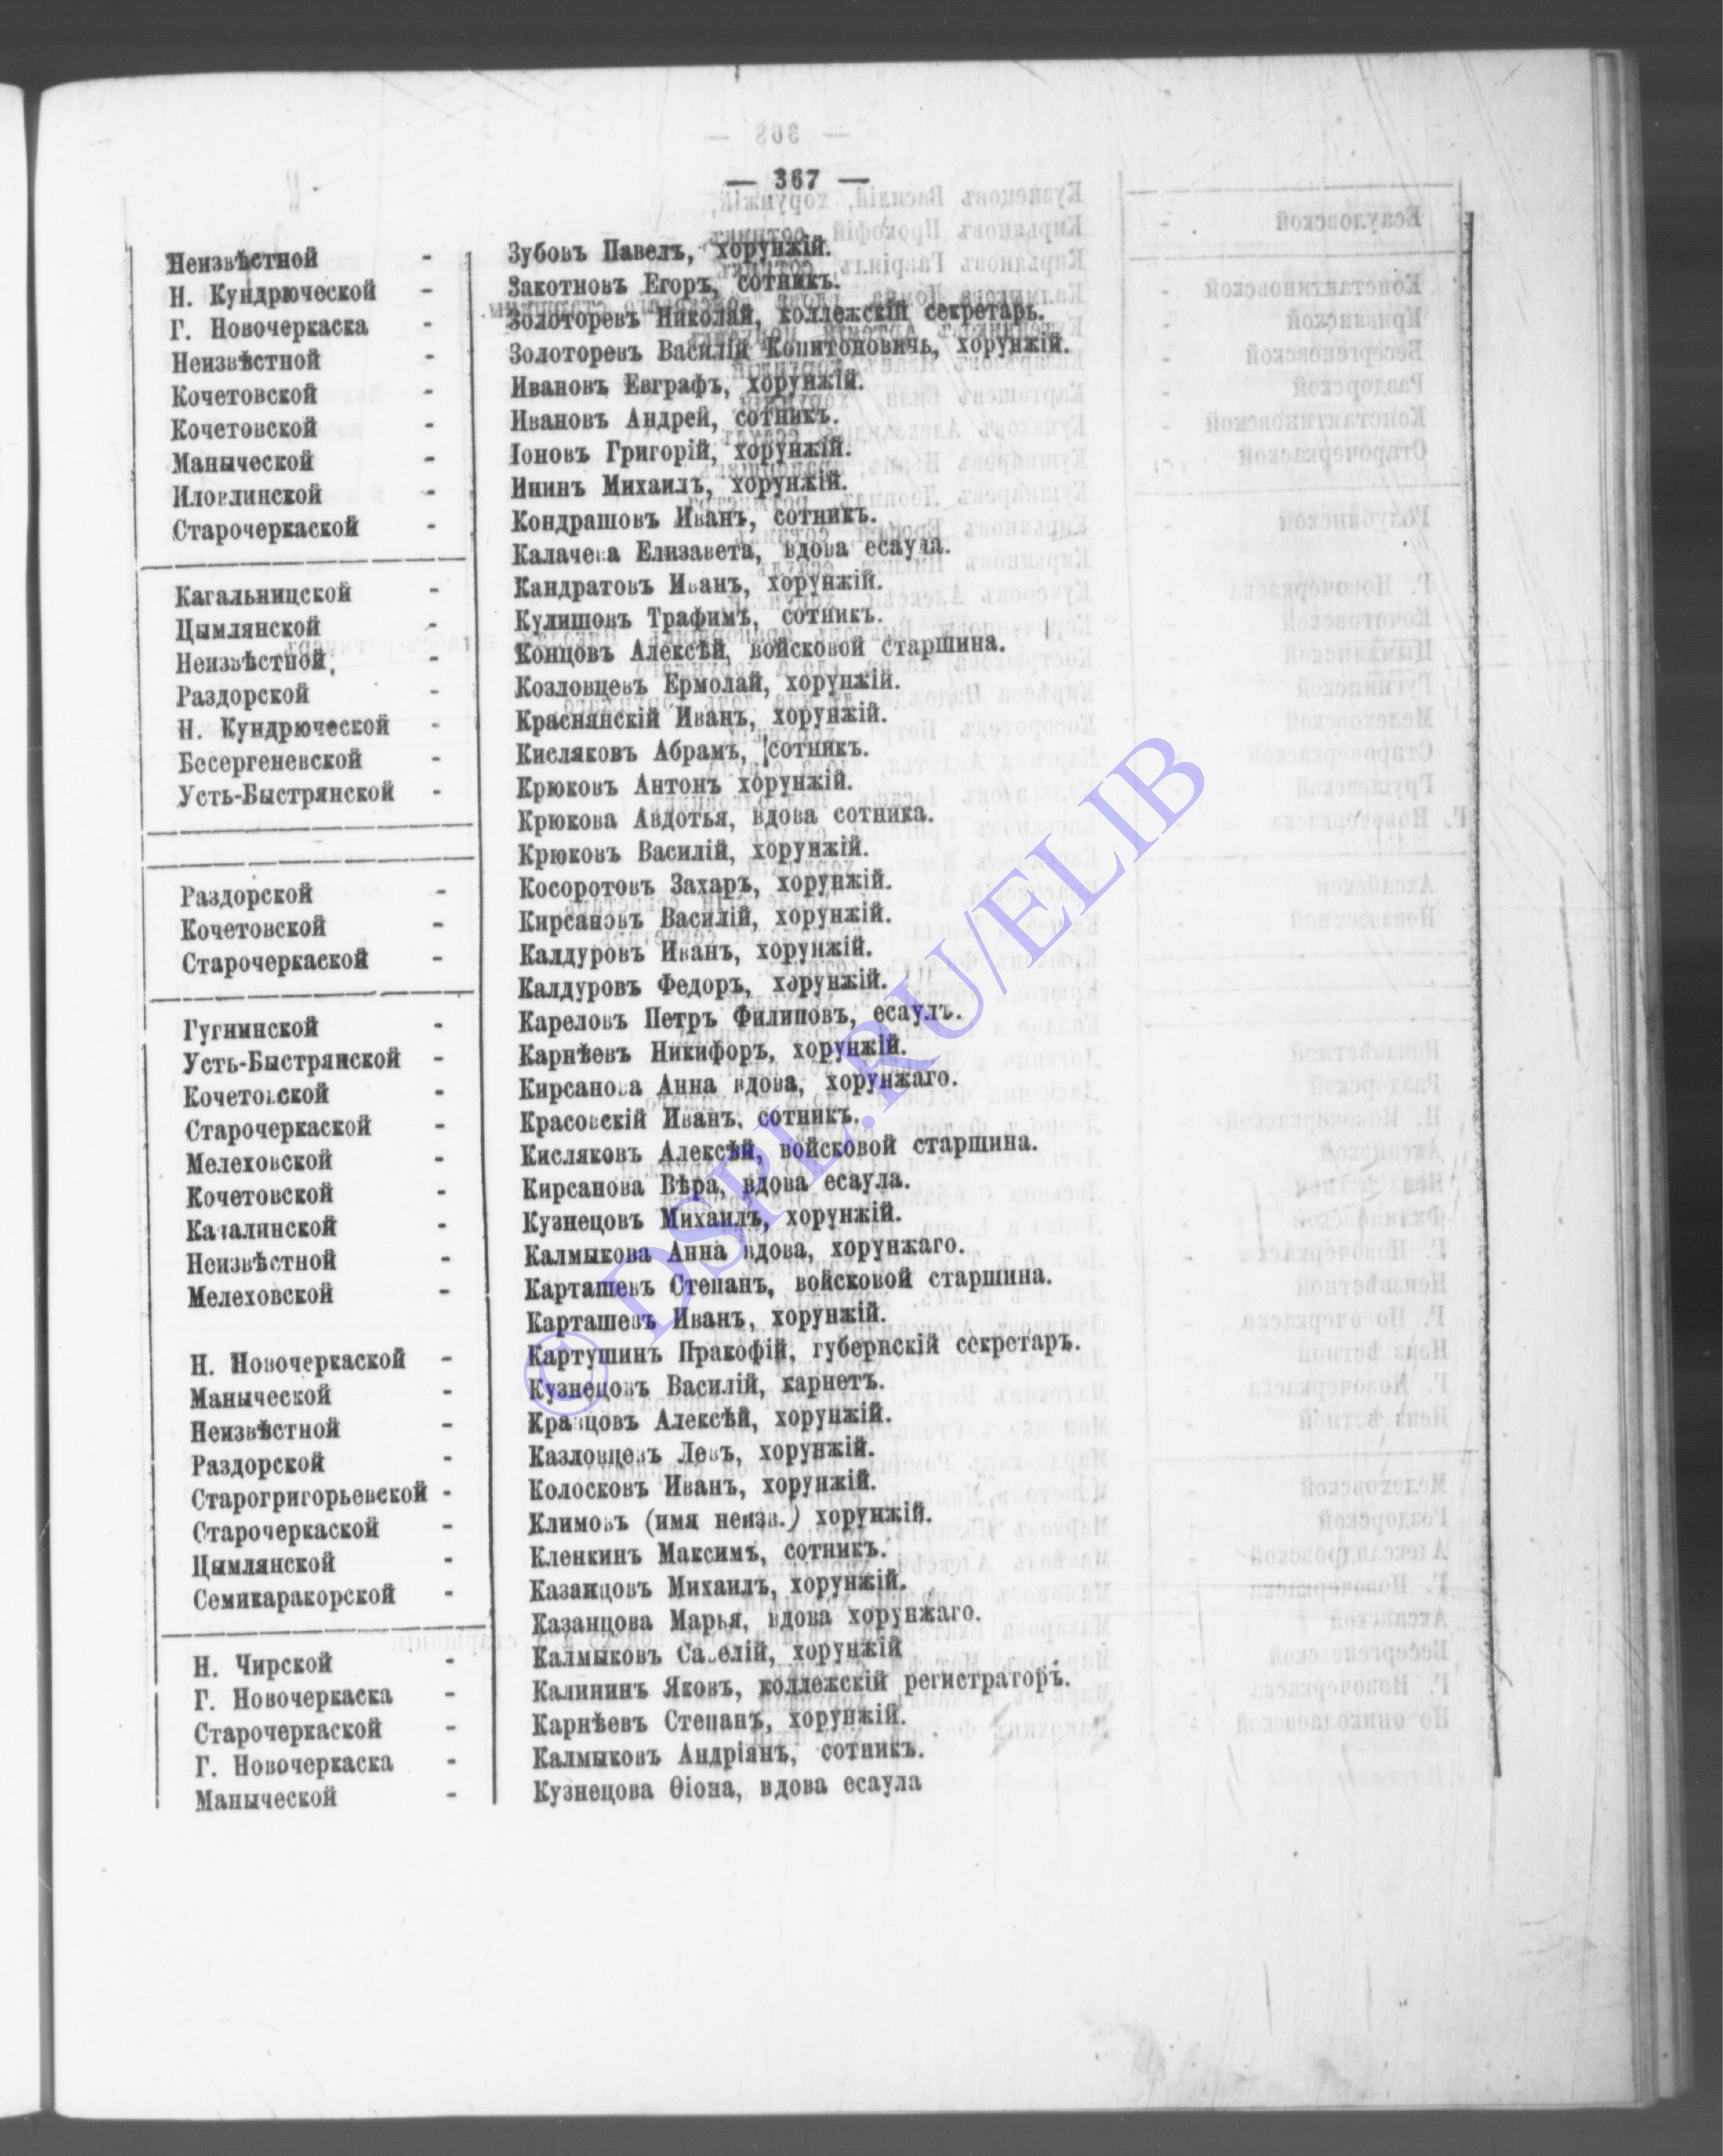 — 367 —
Неизвѣстной - Зубовъ Павелъ, хорунжій.
Н. Кундрюческой - Закотновъ Егоръ, сотникъ.
Г. Новочеркаска - Золоторевъ Николай, коллежскій секретарь.
Неизвѣстной - Золоторевъ Василій Копитоновичь, хорунжій.
Кочетовской - Ивановъ Евграфъ, хорунжій.
Кочетовской - Ивановъ Андрей, сотникъ.
Маныческой - Іоновъ Григорій, хорунжій.
Иловлинской - Ининъ Михаилъ, хорунжій.
Старочеркаской - Кондрашовъ Иванъ, сотникъ.
Калачева Елизавета, вдова есаула.
Кагальницской - Кандратовъ Иванъ, хорунжій.
Цымлянской - Кулишовъ Трафимъ, сотникъ.
Неизвѣстной - Концовъ Алексѣй, войсковой старшина.
Раздорской - Козловцевъ Ермолай, хорунжій.
Н. Кундрюческой - Краснянскій Иванъ, хорунжій.
Бесергеневской - Кисляковъ Абрамъ, сотникъ.
Усть-Быстрянской - Крюковъ Антонъ хорунжій.
Крюкова Авдотья, вдова сотника.
Крюковъ Василій, хорунжій.
Раздорской - Косоротовъ Захаръ, хорунжій.
Кочетовской - Кирсановъ Василій, хорунжій.
Старочеркаской - Калдуровъ Иванъ, хорунжій.
Калдуровъ Федоръ, хорунжій.
Гугнинской - Кареловъ Петръ Филиповъ, есаулъ.
Усть-Быстрянской - Карнѣевъ Никифоръ, хорунжій.
Кочетовской - Кирсанова Анна вдова, хорунжаго.
Старочеркаской - Красовскій Иванъ, сотникъ.
Мелеховской - Кисляковъ Алексѣй, войсковой старшина.
Кочетовской - Кирсанова Вѣра, вдова есаула.
Качалинской - Кузнецовъ Михаилъ, хорунжій.
Неизвѣстной - Калмыкова Анна вдова, хорунжаго.
Мелеховской - Карташевъ Степанъ, войсковой старшина.
Карташевъ Иванъ, хорунжій.
Н. Новочеркаской - Картушинъ Пракофій, губернскій секретаръ.
Маныческой - Кузнецовъ Василій, карнетъ.
Неизвѣстной - Кравцовъ Алексѣй, хорунжій.
Раздорской - Казловцевъ Левъ, хорунжій.
Старогригорьевской - Колосковъ Иванъ, хорунжій.
Старочеркаской - Климовъ (имя неизв.) хорунжій.
Цымлянской - Кленкинъ Максимъ, сотникъ.
Семикаракорской - Казанцовъ Михаилъ, хорунжій.
Казанцова Марья, вдова хорунжаго.
Н. Чирской - Калмыковъ Савелій, хорунжій
Г. Новочеркаска - Калининъ Яковъ, коллежскій регистраторъ.
Старочеркаской - Карнѣевъ Степанъ, хорунжій.
Г. Новочеркаска - Калмыковъ Андріянъ, сотникъ.
Маныческой - Кузнецова Ѳіона, вдова есаула
© DSPL.RU/ELIB